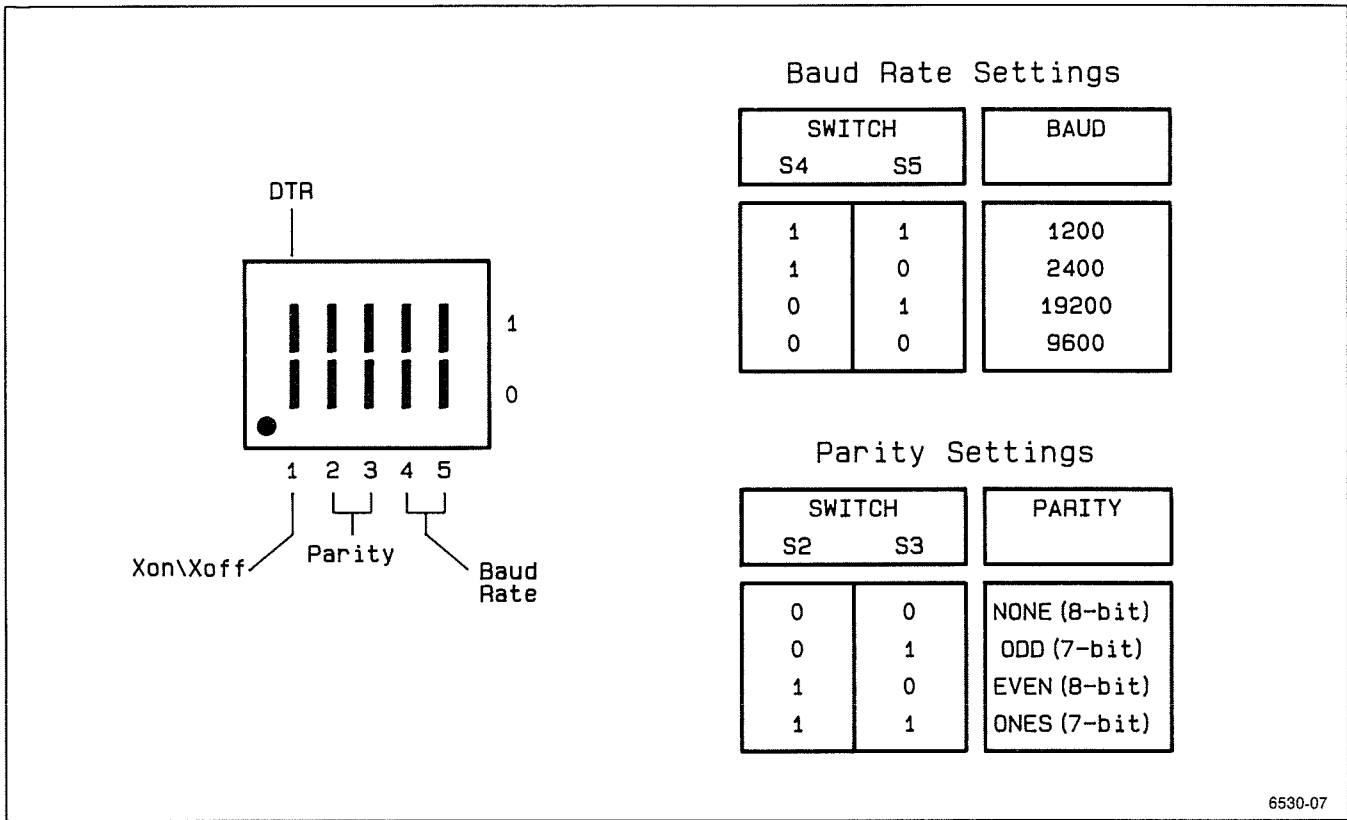 DTR
1
0
1 2 3 4 5
Xon\Xoff
Parity
Baud
Rate
Baud Rate Settings
SWITCH BAUD
S4 S5
1 1 1200
1 0 2400
0 1 19200
0 0 9600
Parity Settings
SWITCH PARITY
S2 S3
0 0 NONE (8-bit)
0 1 ODD (7-bit)
1 0 EVEN (8-bit)
1 1 ONES (7-bit)
6530-07